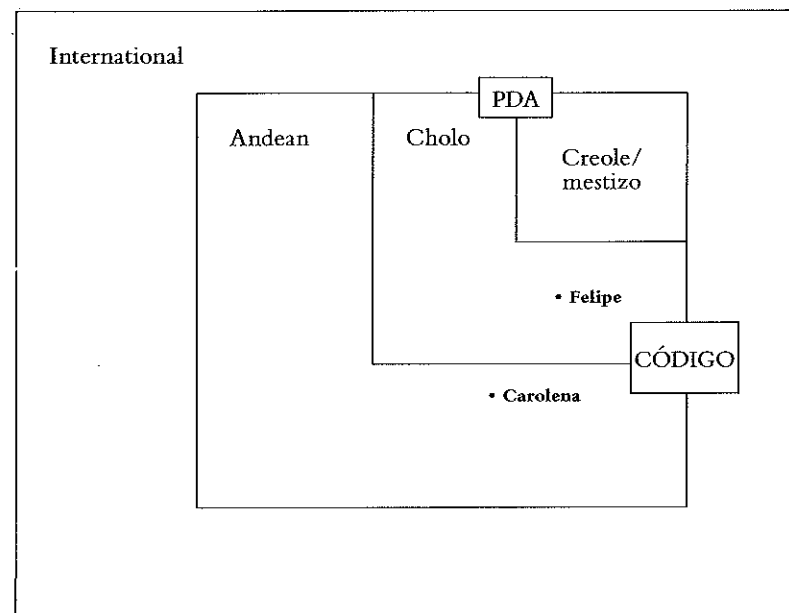 International
PDA
Andean
Cholo
Creole/
mestizo
• Felipe
CÓDIGO
• Carolena